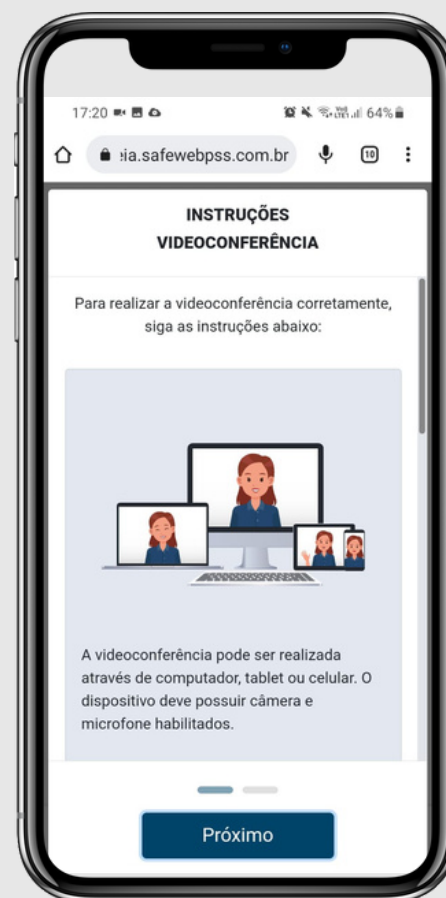 17:20 64%
ia.safewebpss.com.br 10
INSTRUÇÕES
VIDEOCONFERÊNCIA
Para realizar a videoconferência corretamente,
siga as instruções abaixo:
A videoconferência pode ser realizada
através de computador, tablet ou celular. O
dispositivo deve possuir câmera e
microfone habilitados.
Próximo